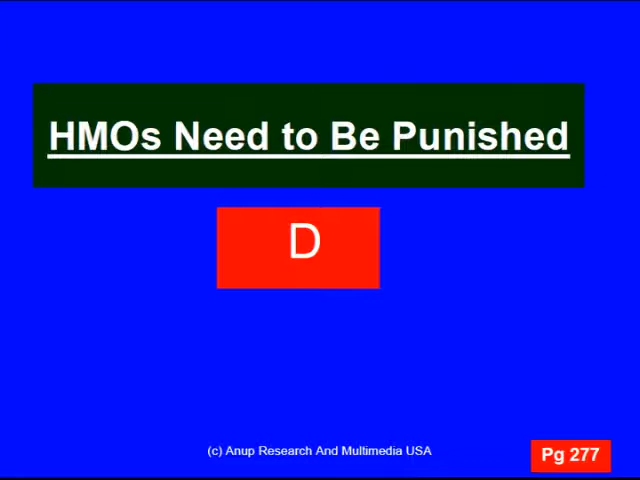 HMOs Need to Be Punished
D
(c) Anup Research And Multimedia USA
Pg 277